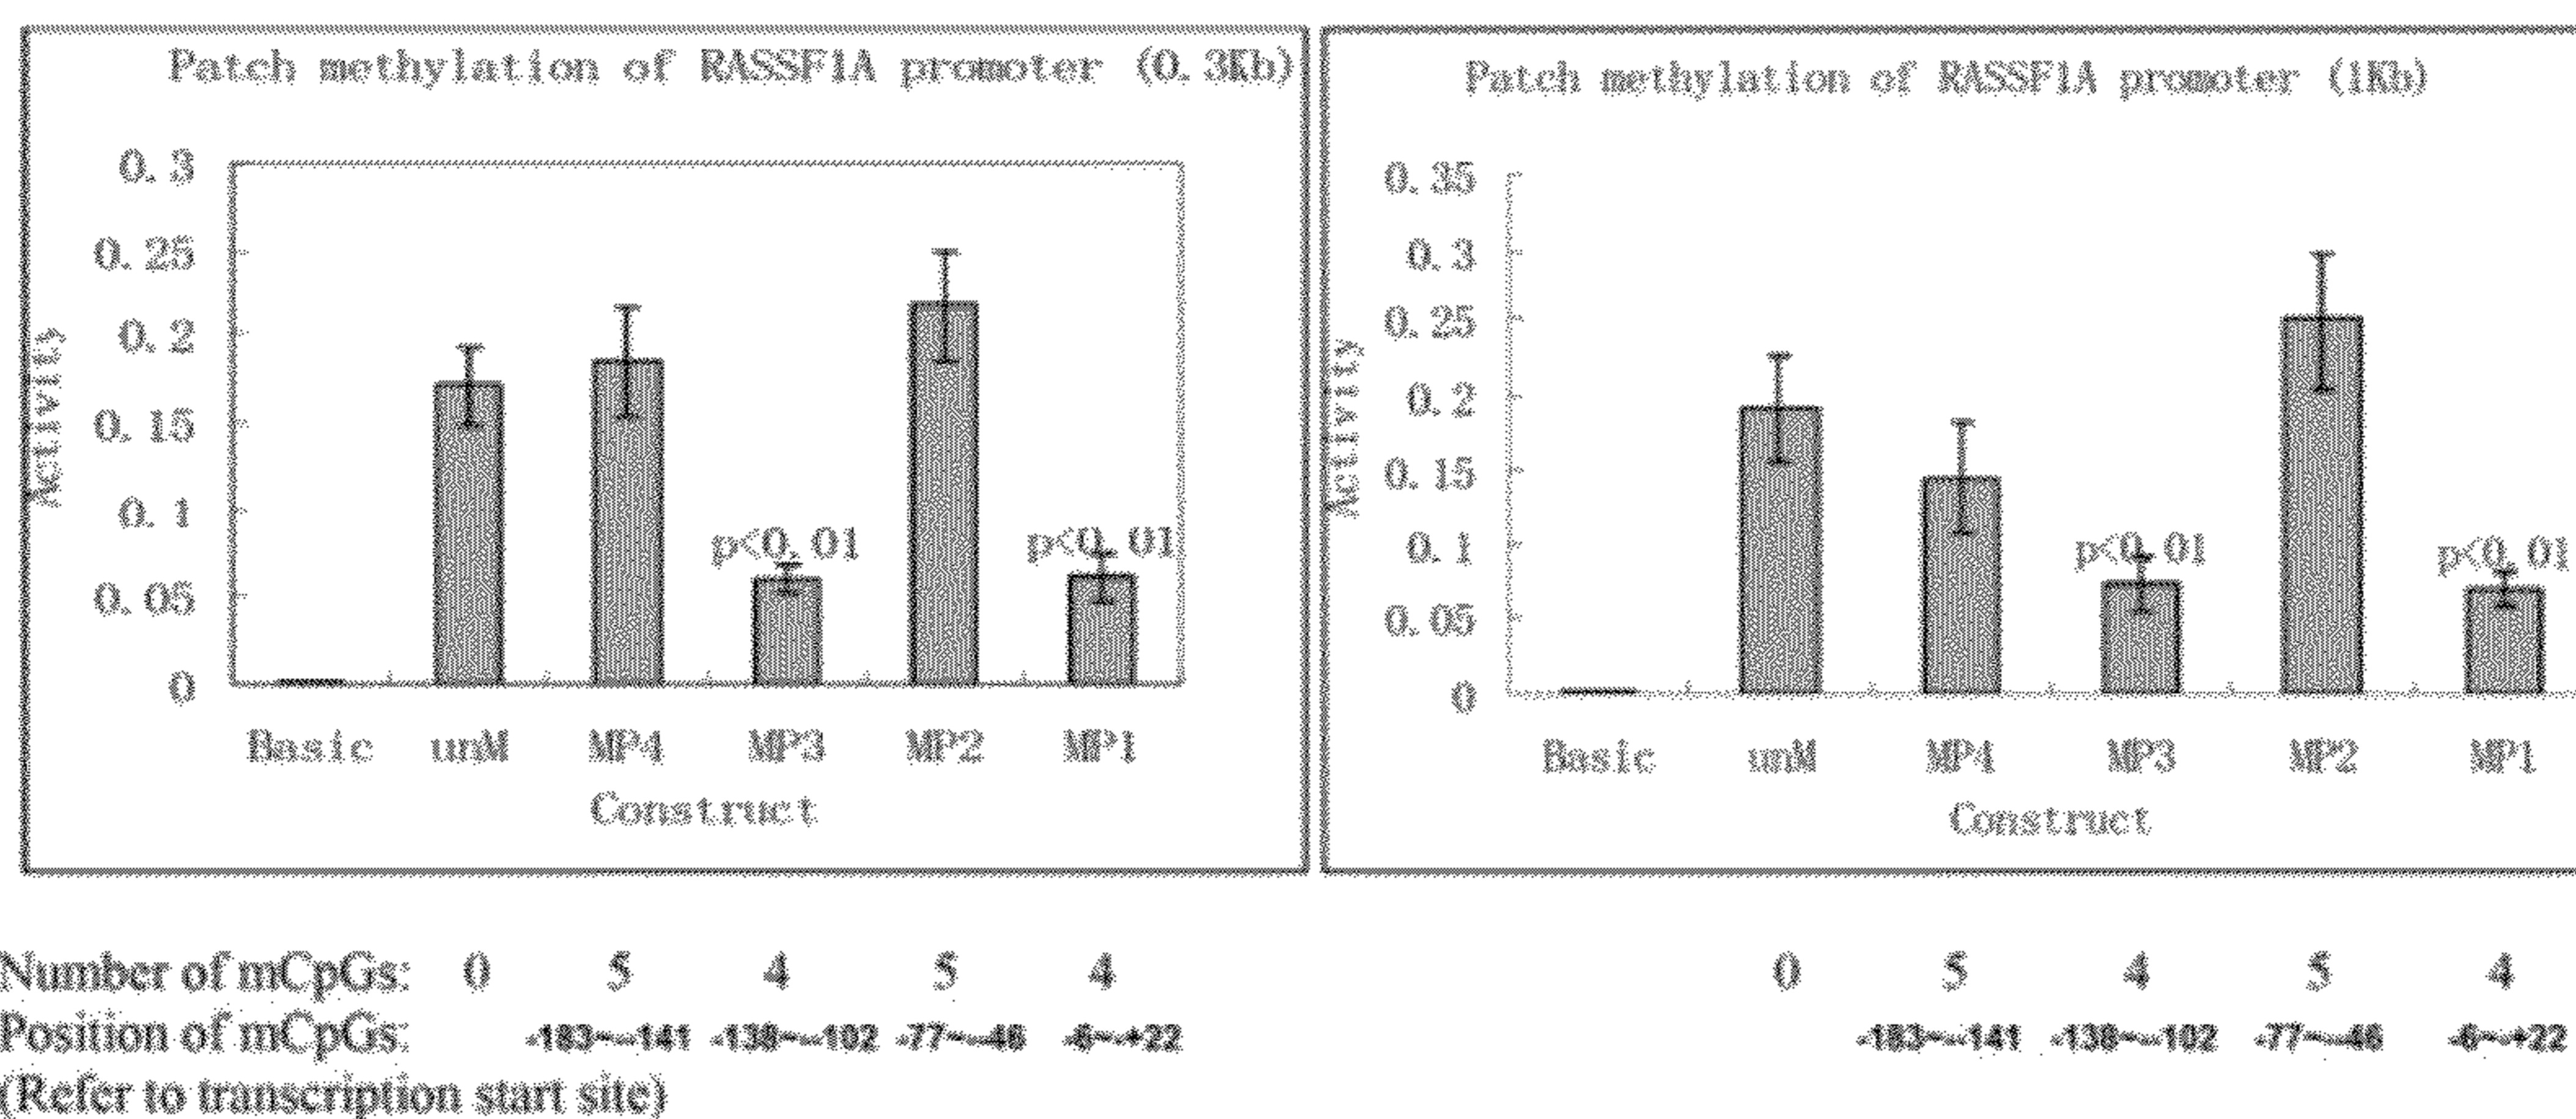 Patch methylation of RASSF1A promoter (0.3Kb)
0.3
0.25
0.2
0.15
0.1
0.05
0
Activity
p<0.01
p<0.01
Basic unM MP4 MP3 MP2 MP1
Construct
Patch methylation of RASSF1A promoter (1Kb)
0.35
0.3
0.25
0.2
0.15
0.1
0.05
0
Activity
p<0.01
p<0.01
Basic unM MP4 MP3 MP2 MP1
Construct
Number of mCpGs: 0 5 4 5 4 0 5 4 5 4
Position of mCpGs: -183~-141 -138~-102 -77~-46 -6~+22 -183~-141 -138~-102 -77~-46 -6~+22
(Refer to transcription start site)